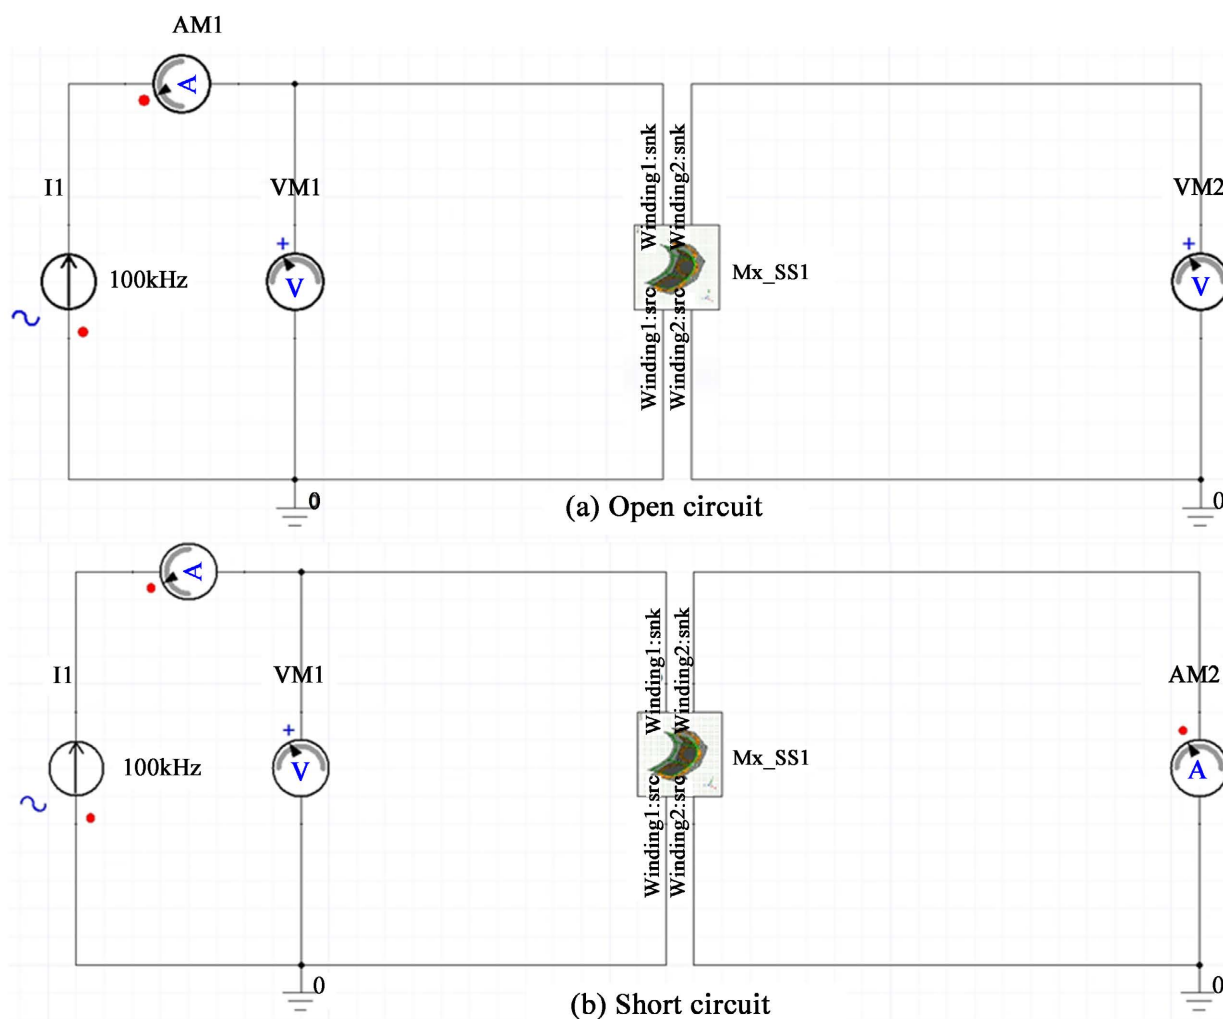 AM1
A
I1
VM1
VM2
100kHz
+
V
+
V
Winding1:snk
Winding2:snk
Mx_SS1
Winding1:src
Winding2:src
0
0
(a) Open circuit
A
I1
VM1
AM2
100kHz
+
V
A
Winding1:snk
Winding2:snk
Mx_SS1
Winding1:src
Winding2:src
0
0
(b) Short circuit